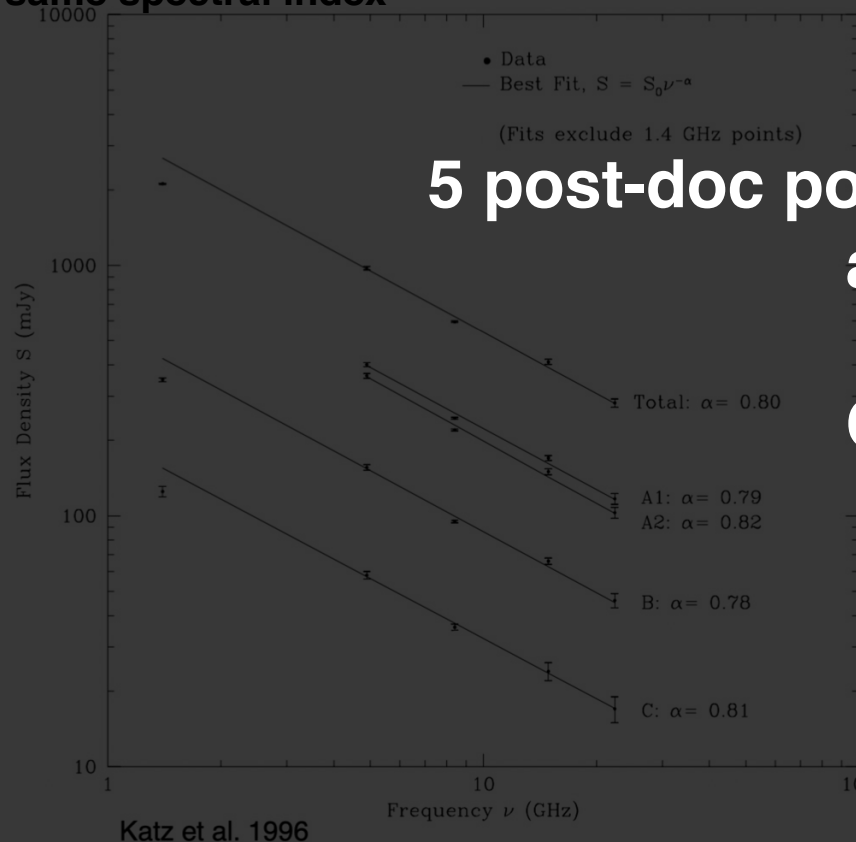 same spectral index
10000
Data
Best Fit, S = S₀ν⁻ᵅ
(Fits exclude 1.4 GHz points)
5 post-doc
1000
Flux Density S (mJy)
Total: α= 0.80
A1: α= 0.79
A2: α= 0.82
100
B: α= 0.78
C: α= 0.81
10
1
10
Frequency ν (GHz)
Katz et al. 1996